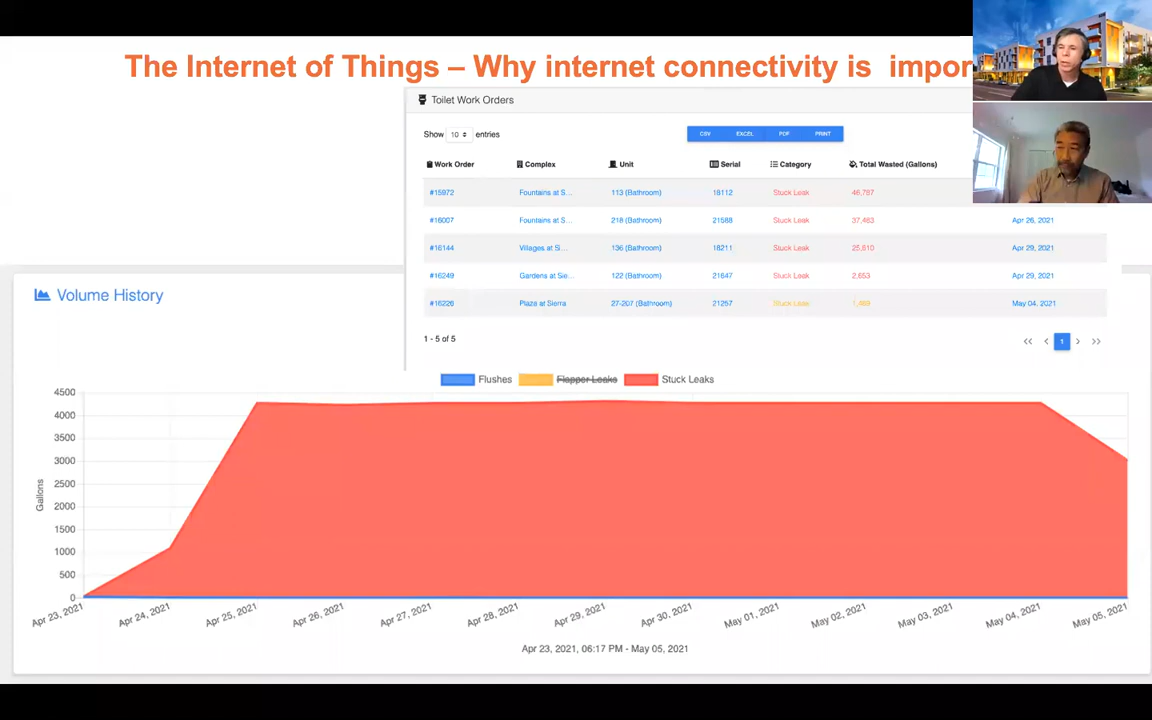 The Internet of Things – Why internet connectivity is impor
Toilet Work Orders
Show 10 entries
CSV EXCEL PDF PRINT
Work Order Complex Unit Serial Category Total Wasted (Gallons)
#15972 Fountains at S... 113 (Bathroom) 18112 Stuck Leak 46,787
#16007 Fountains at S... 218 (Bathroom) 21588 Stuck Leak 37,483 Apr 26, 2021
#16144 Villages at Si... 136 (Bathroom) 18211 Stuck Leak 25,610 Apr 29, 2021
#16249 Gardens at Sie... 122 (Bathroom) 21647 Stuck Leak 2,653 Apr 29, 2021
#16226 Plaza at Sierra 27-207 (Bathroom) 21257 Stuck Leak May 04, 2021
1 - 5 of 5
<< < 1 > >>
Volume History
Flushes Flapper Leaks Stuck Leaks
4500
4000
3500
3000
2500
2000
1500
1000
500
0
Gallons
Apr 23, 2021 Apr 24, 2021 Apr 25, 2021 Apr 26, 2021 Apr 27, 2021 Apr 28, 2021 Apr 29, 2021 Apr 30, 2021 May 01, 2021 May 02, 2021 May 03, 2021 May 04, 2021 May 05, 2021
Apr 23, 2021, 06:17 PM - May 05, 2021